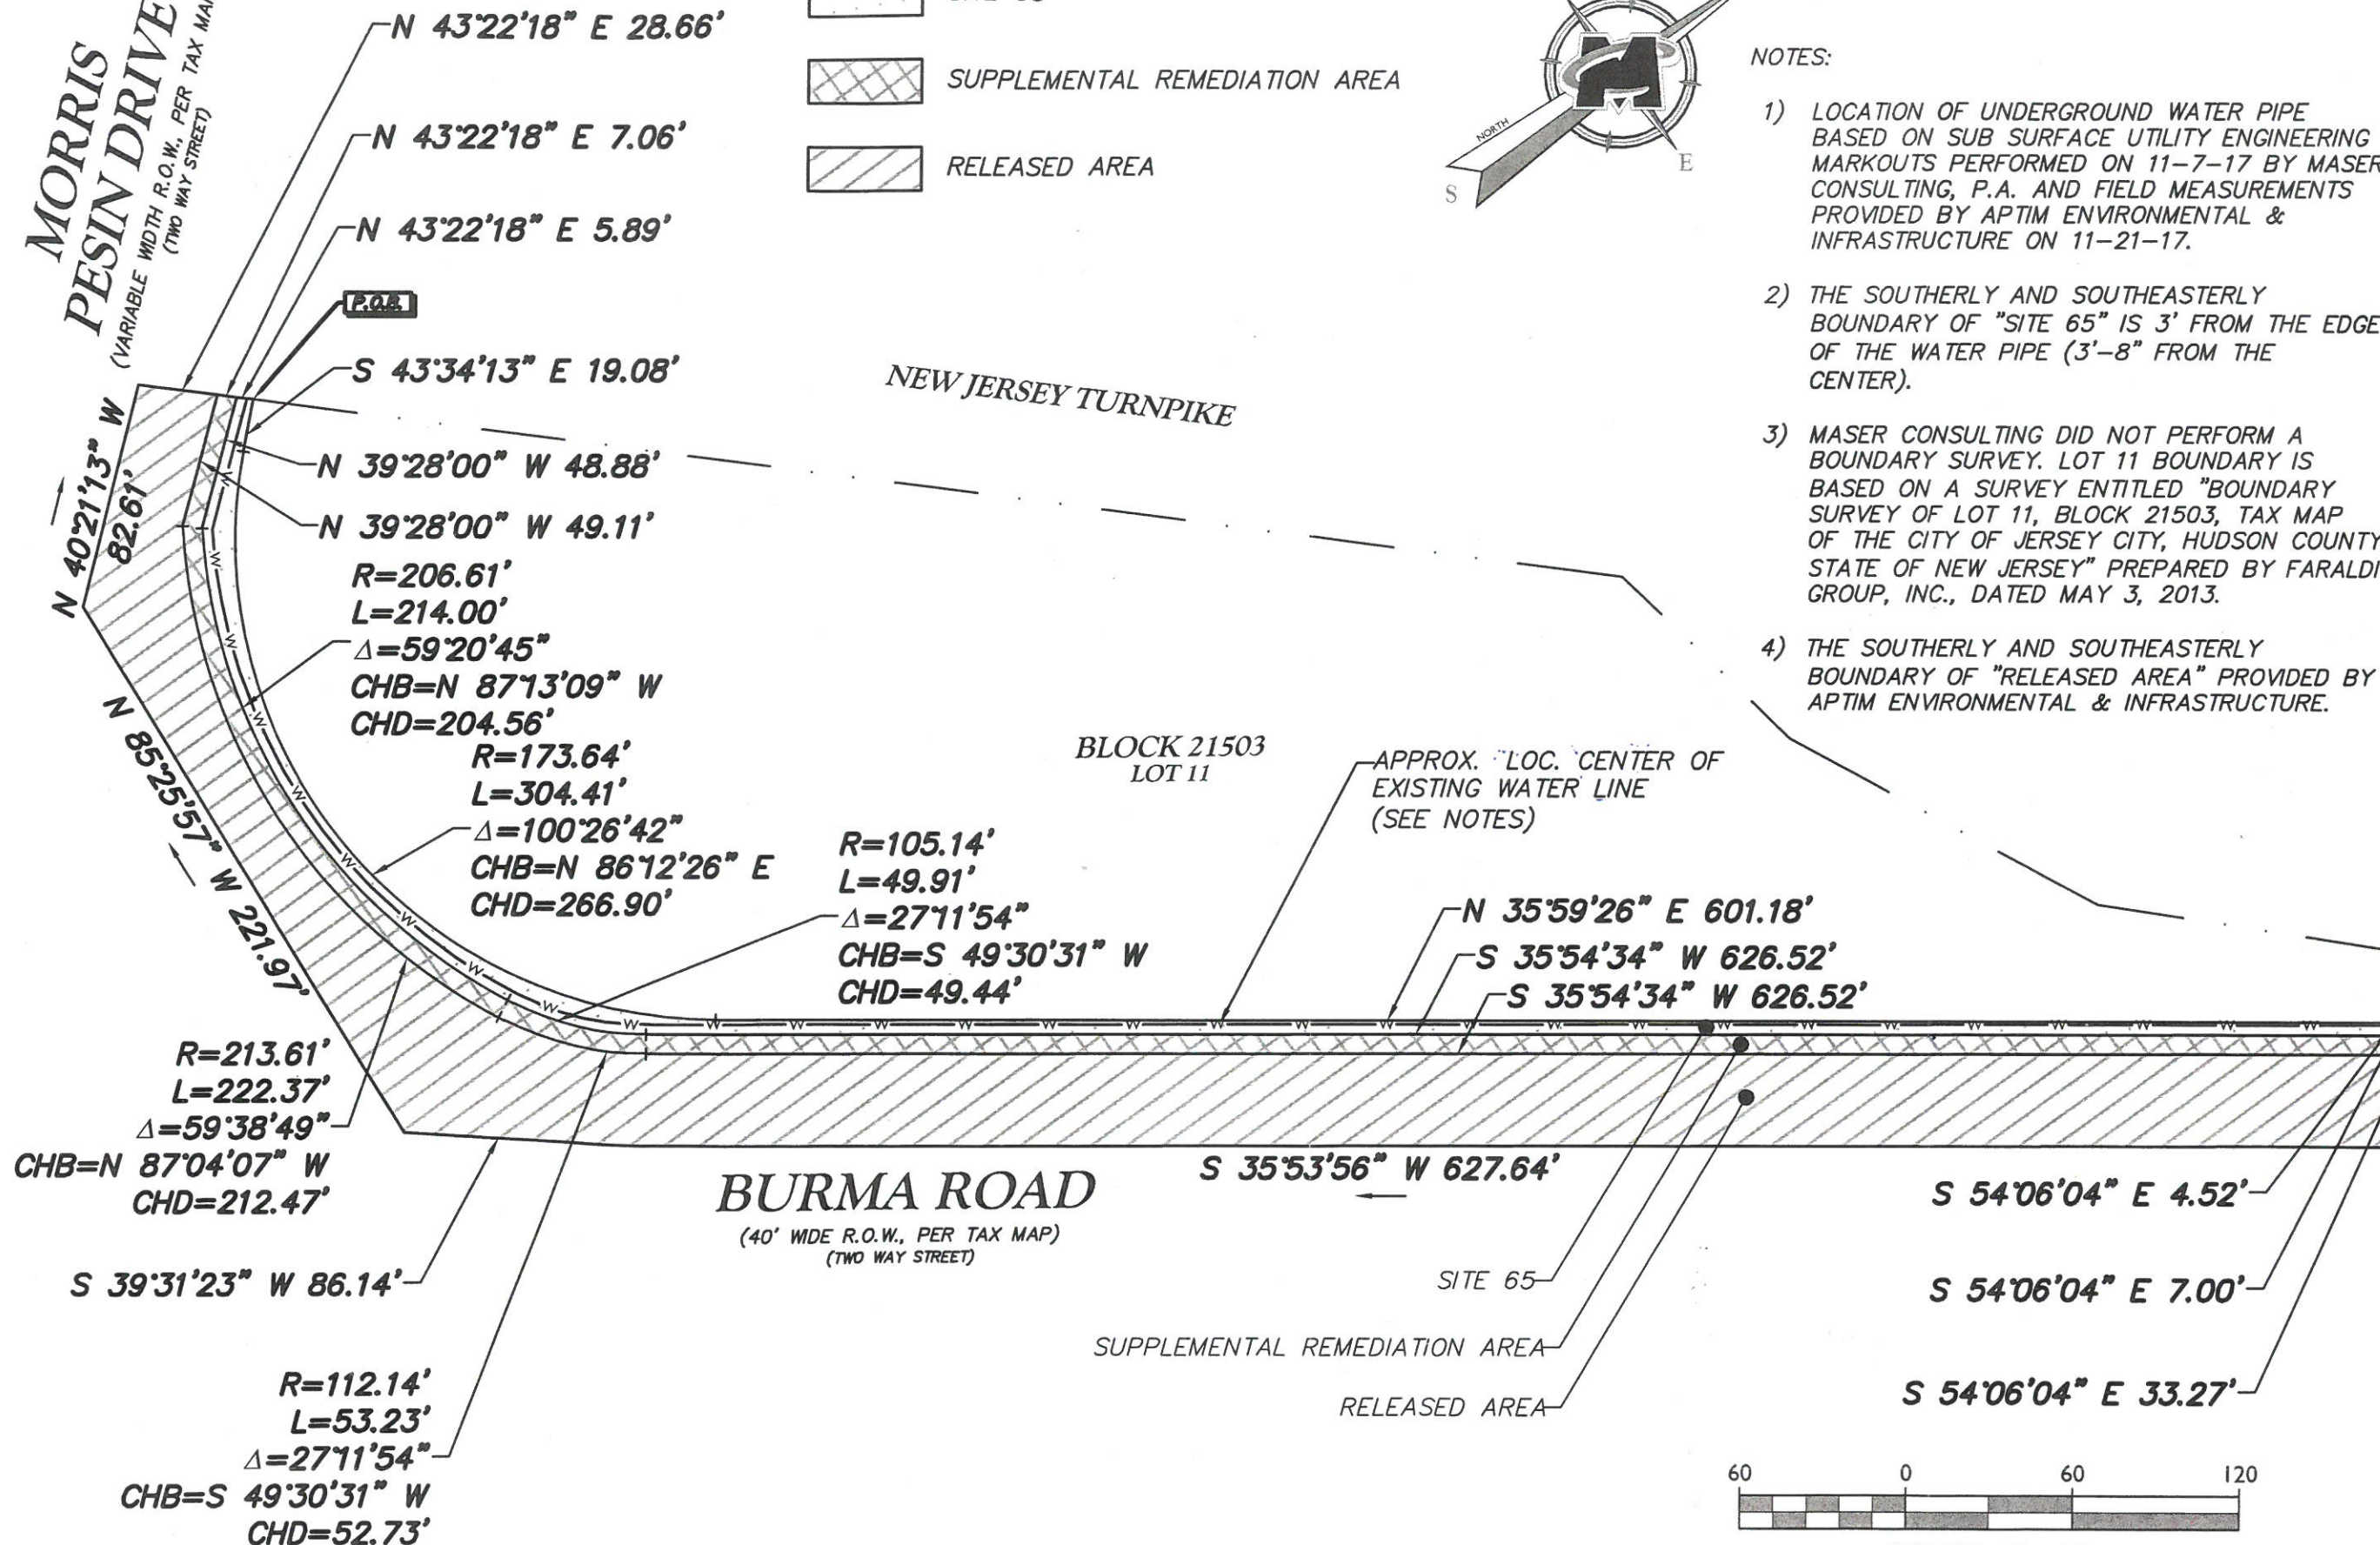 MORRIS
PESIN DRIVE
(VARIABLE WIDTH R.O.W., PER TAX
(TWO WAY STREET)
N 43°22'18" E 28.66'
N 43°22'18" E 7.06'
N 43°22'18" E 5.89'
P.O.B.
S 43°34'13" E 19.08'
SUPPLEMENTAL REMEDIATION AREA
RELEASED AREA
NORTH
S
E
NOTES:
1) LOCATION OF UNDERGROUND WATER PIPE
BASED ON SUB SURFACE UTILITY ENGINEERING
MARKOUTS PERFORMED ON 11-7-17 BY MASER
CONSULTING, P.A. AND FIELD MEASUREMENTS
PROVIDED BY APTIM ENVIRONMENTAL &
INFRASTRUCTURE ON 11-21-17.
2) THE SOUTHERLY AND SOUTHEASTERLY
BOUNDARY OF "SITE 65" IS 3' FROM THE EDGE
OF THE WATER PIPE (3'-8" FROM THE
CENTER).
3) MASER CONSULTING DID NOT PERFORM A
BOUNDARY SURVEY. LOT 11 BOUNDARY IS
BASED ON A SURVEY ENTITLED "BOUNDARY
SURVEY OF LOT 11, BLOCK 21503, TAX MAP
OF THE CITY OF JERSEY CITY, HUDSON COUNTY
STATE OF NEW JERSEY" PREPARED BY FARALDI
GROUP, INC., DATED MAY 3, 2013.
4) THE SOUTHERLY AND SOUTHEASTERLY
BOUNDARY OF "RELEASED AREA" PROVIDED BY
APTIM ENVIRONMENTAL & INFRASTRUCTURE.
NEW JERSEY TURNPIKE
N 40°21'13" W
82.61'
N 39°28'00" W 48.88'
N 39°28'00" W 49.11'
R=206.61'
L=214.00'
Δ=59°20'45"
CHB=N 87°13'09" W
CHD=204.56'
N 85°25'57" W 221.97'
R=173.64'
L=304.41'
Δ=100°26'42"
CHB=N 86°12'26" E
CHD=266.90'
BLOCK 21503
LOT 11
APPROX. LOC. CENTER OF
EXISTING WATER LINE
(SEE NOTES)
R=105.14'
L=49.91'
Δ=27°11'54"
CHB=S 49°30'31" W
CHD=49.44'
N 35°59'26" E 601.18'
S 35°54'34" W 626.52'
S 35°54'34" W 626.52'
W W W W W W W W W W W W W W W W W W W W W W W W W W W W W W
R=213.61'
L=222.37'
Δ=59°38'49"
CHB=N 87°04'07" W
CHD=212.47'
S 39°31'23" W 86.14'
BURMA ROAD
(40' WIDE R.O.W., PER TAX MAP)
(TWO WAY STREET)
S 35°53'56" W 627.64'
SITE 65
SUPPLEMENTAL REMEDIATION AREA
RELEASED AREA
S 54°06'04" E 4.52'
S 54°06'04" E 7.00'
S 54°06'04" E 33.27'
R=112.14'
L=53.23'
Δ=27°11'54"
CHB=S 49°30'31" W
CHD=52.73'
60 0 60 120